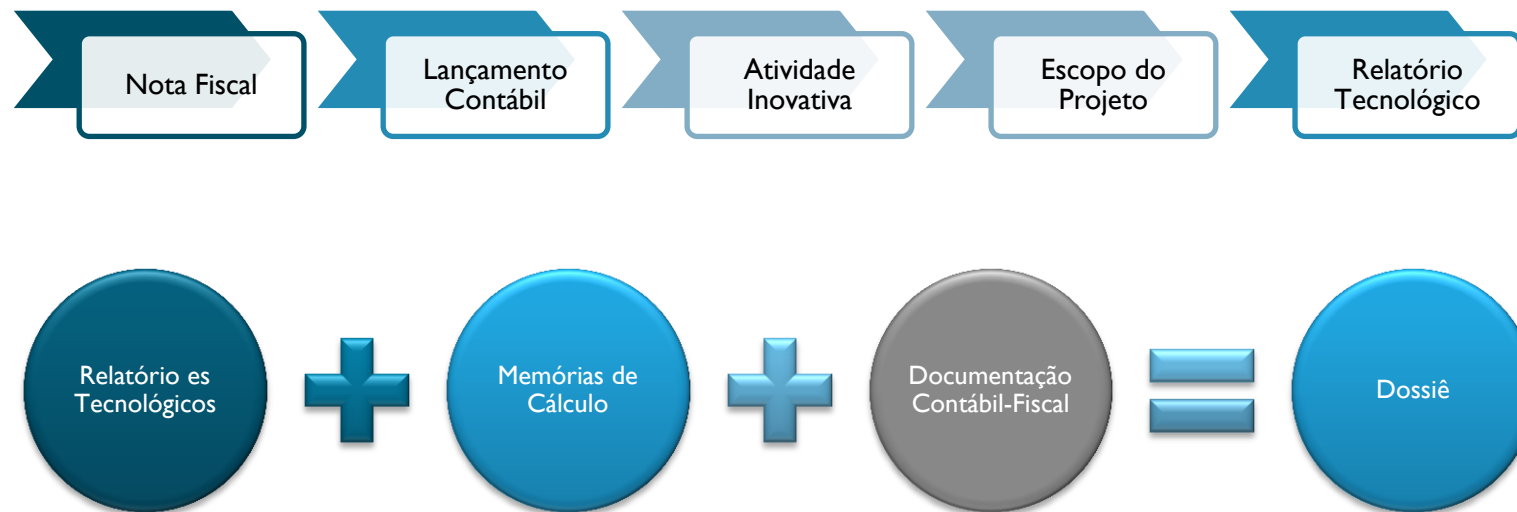 Nota Fiscal
Lançamento
Contábil
Atividade
Inovativa
Escopo do
Projeto
Relatório
Tecnológico
Relatório es
Tecnológicos
Memórias de
Cálculo
Documentação
Contábil-Fiscal
Dossiê